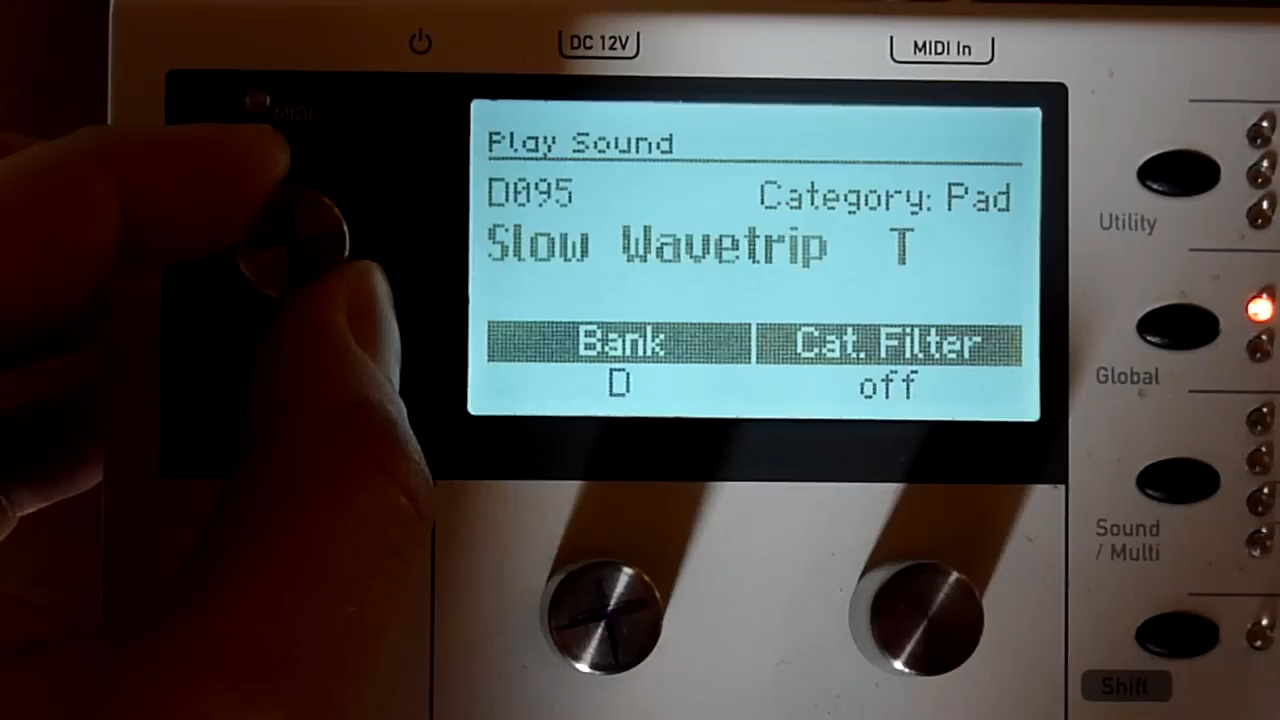 DC 12V
MIDI In
MIDI
Play Sound
D095 Category: Pad
Slow Wavetrip T
Bank Cat. Filter
D off
Utility
Global
Sound
/ Multi
Shift